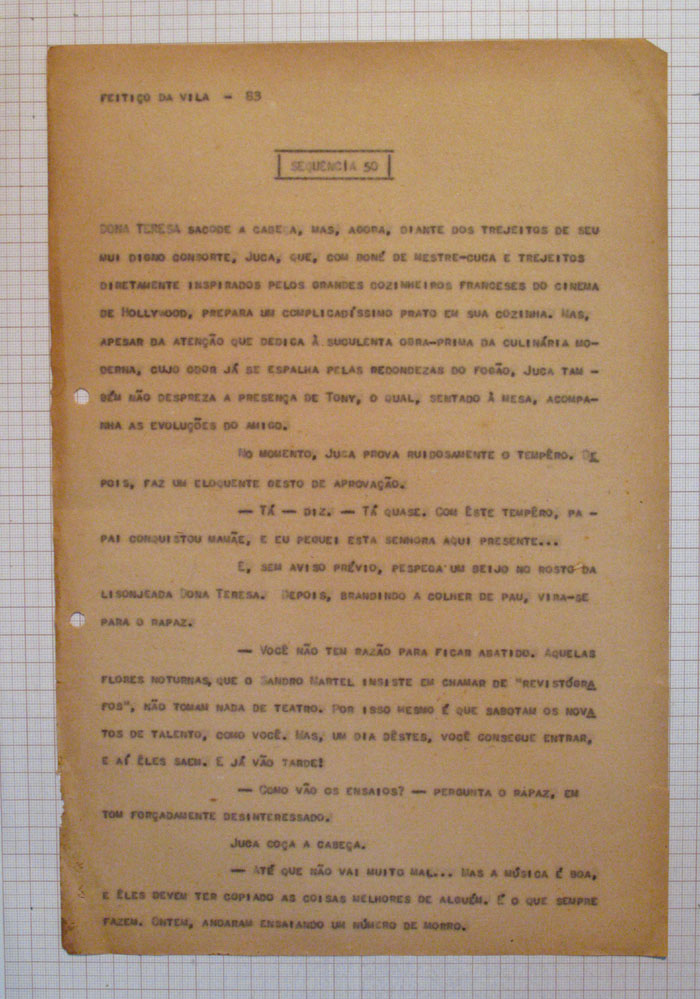 FEITIÇO DA VILA - 83
SEQUENCIA 50
DONA TERESA SACODE A CABEÇA, MAS, AGORA, DIANTE DOS TREJEITOS DE SEU
MUI DIGNO CONSORTE, JUCA, QUE, COM BONÉ DE MESTRE-CUCA E TREJEITOS
DIRETAMENTE INSPIRADOS PELOS GRANDES COZINHEIROS FRANCESES DO CINEMA
DE HOLLYWOOD, PREPARA UM COMPLICADÍSSIMO PRATO EM SUA COZINHA. MAS,
APESAR DA ATENÇÃO QUE DEDICA À SUCULENTA OBRA-PRIMA DA CULINÁRIA MO-
DERNA, CUJO ODOR JÁ SE ESPALHA PELAS REDONDEZAS DO FOGÃO, JUCA TAM -
BÉM NÃO DESPREZA A PRESENÇA DE TONY, O QUAL, SENTADO À MESA, ACOMPA-
NHA AS EVOLUÇÕES DO AMIGO.
NO MOMENTO, JUCA PROVA RUIDOSAMENTE O TEMPÊRO. DE
POIS, FAZ UM ELOQUENTE GESTO DE APROVAÇÃO.
— TÁ — DIZ. — TÁ QUASE. COM ÊSTE TEMPÊRO, PA -
PAI CONQUISTOU MAMÃE, E EU PEGUEI ESTA SENHORA AQUI PRESENTE...
E, SEM AVISO PRÉVIO, PESPEGA UM BEIJO NO ROSTO DA
LISONJEADA DONA TERESA. DEPOIS, BRANDINDO A COLHER DE PAU, VIRA-SE
PARA O RAPAZ.
— VOCÊ NÃO TEM RAZÃO PARA FICAR ABATIDO. AQUELAS
FLORES NOTURNAS, QUE O SANDRO MARTEL INSISTE EM CHAMAR DE "REVISTÓGRA
FOS", NÃO TOMAM NADA DE TEATRO. POR ISSO MESMO É QUE SABOTAM OS NOVA
TOS DE TALENTO, COMO VOCÊ. MAS, UM DIA DÊSTES, VOCÊ CONSEGUE ENTRAR,
E AÍ ÊLES SAEM. E JÁ VÃO TARDE!
— COMO VÃO OS ENSAIOS? — PERGUNTA O RAPAZ, EM
TOM FORÇADAMENTE DESINTERESSADO.
JUCA COÇA A CABEÇA.
— ATÉ QUE NÃO VAI MUITO MAL... MAS A MÚSICA É BOA,
E ÊLES DEVEM TER COPIADO AS COISAS MELHORES DE ALGUÉM. É O QUE SEMPRE
FAZEM. ONTEM, ANDARAM ENSAIANDO UM NÚMERO DE MORRO.